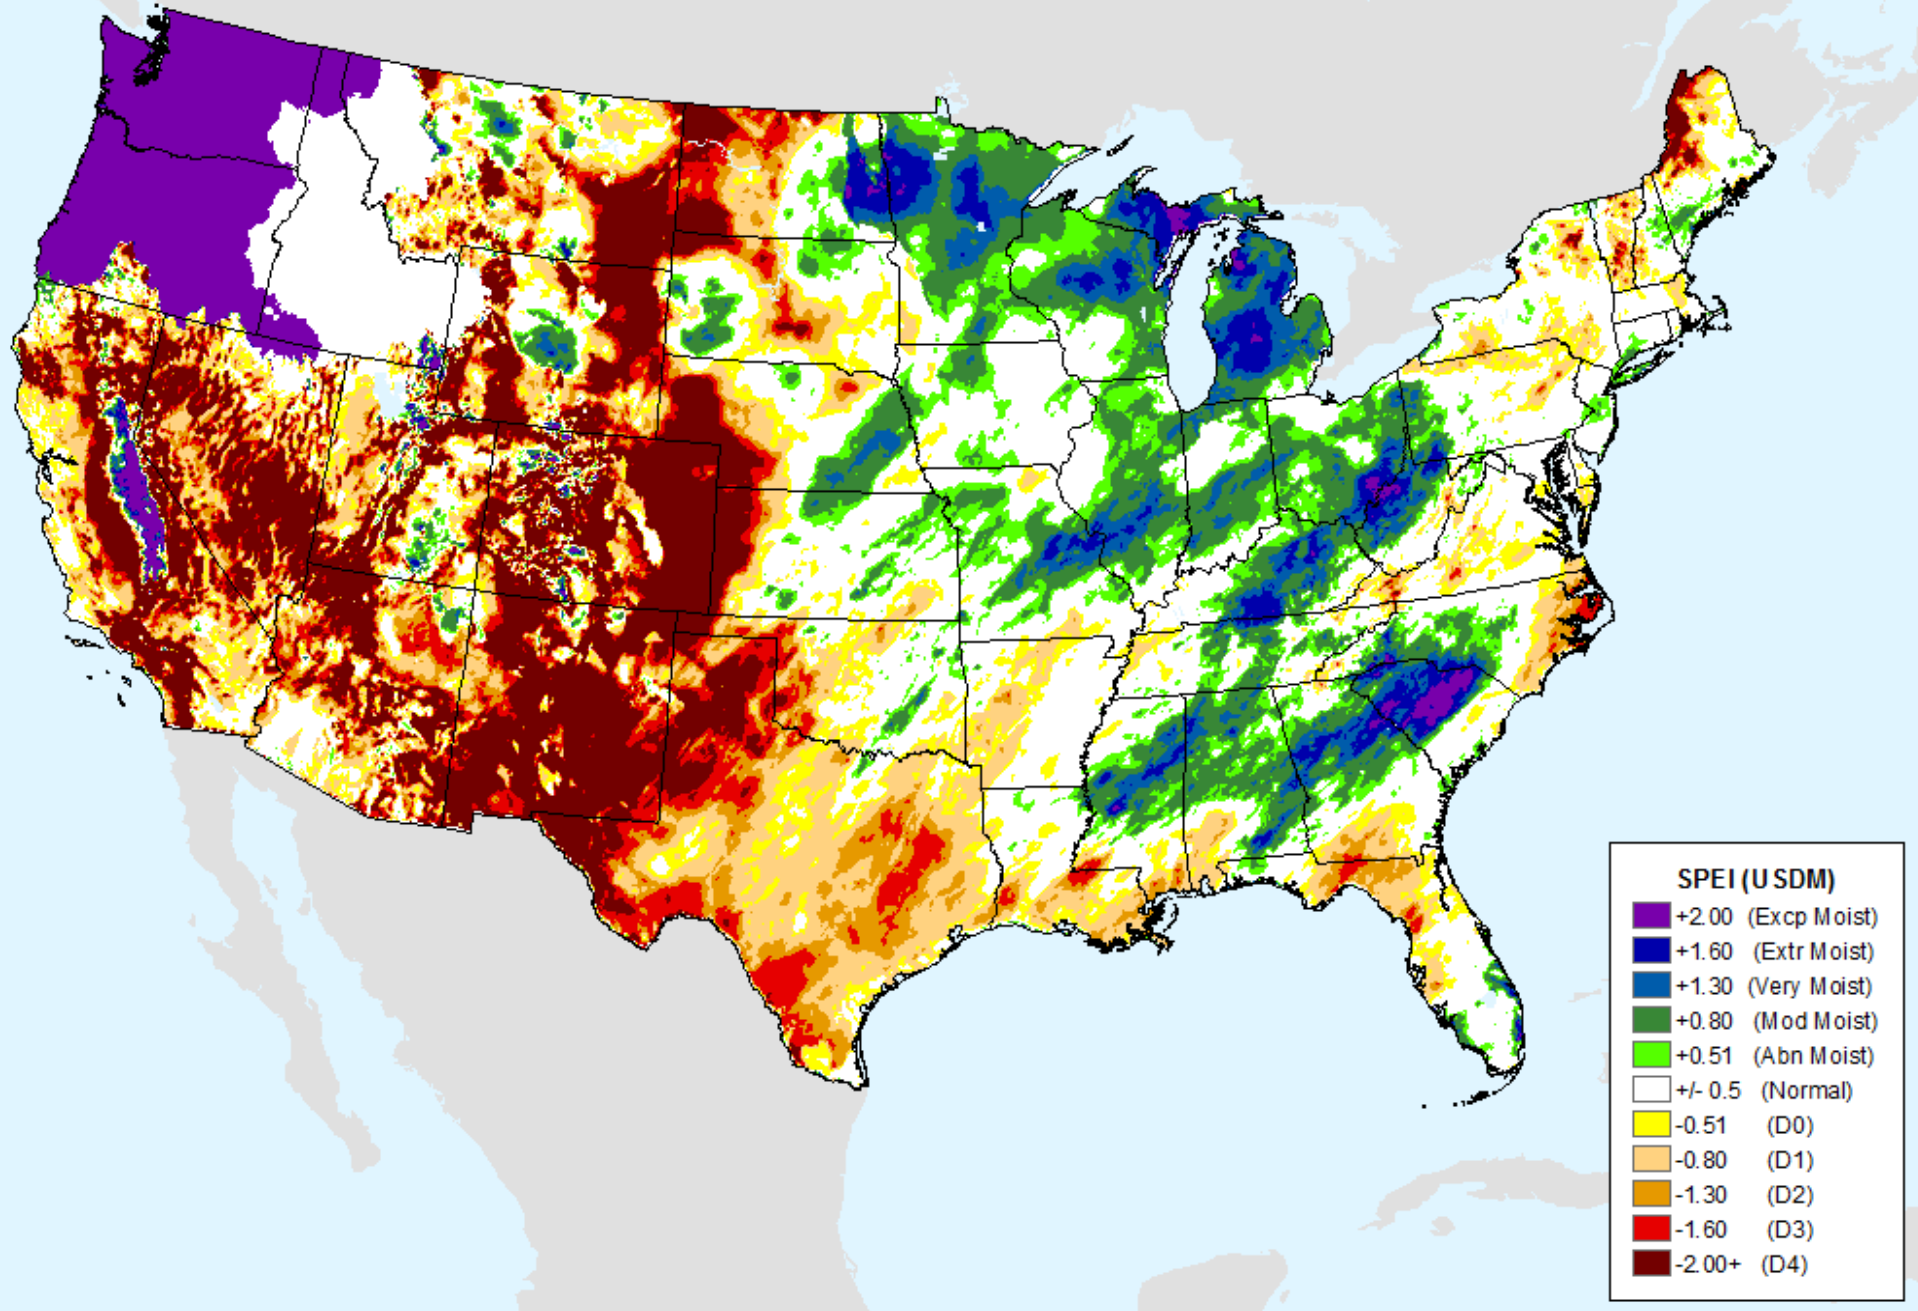 SPEI (USDM)
+2.00 (Excp Moist)
+1.60 (Extr Moist)
+1.30 (Very Moist)
+0.80 (Mod Moist)
+0.51 (Abn Moist)
+/- 0.5 (Normal)
-0.51 (D0)
-0.80 (D1)
-1.30 (D2)
-1.60 (D3)
-2.00+ (D4)